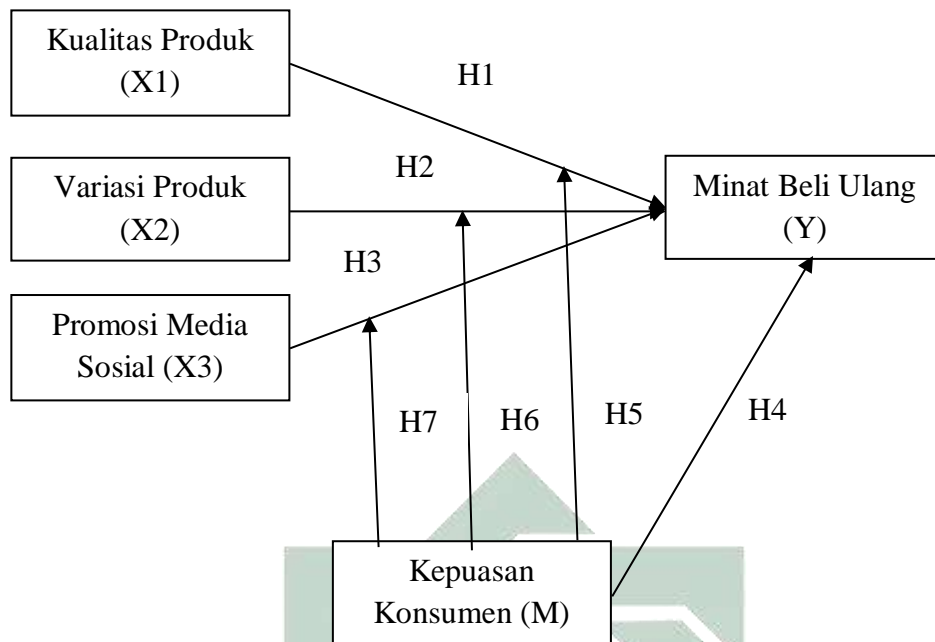 Kualitas Produk
(X1)
H1
Variasi Produk
(X2)
H2
Minat Beli Ulang
(Y)
H3
Promosi Media
Sosial (X3)
H7
H6
H5
H4
Kepuasan
Konsumen (M)